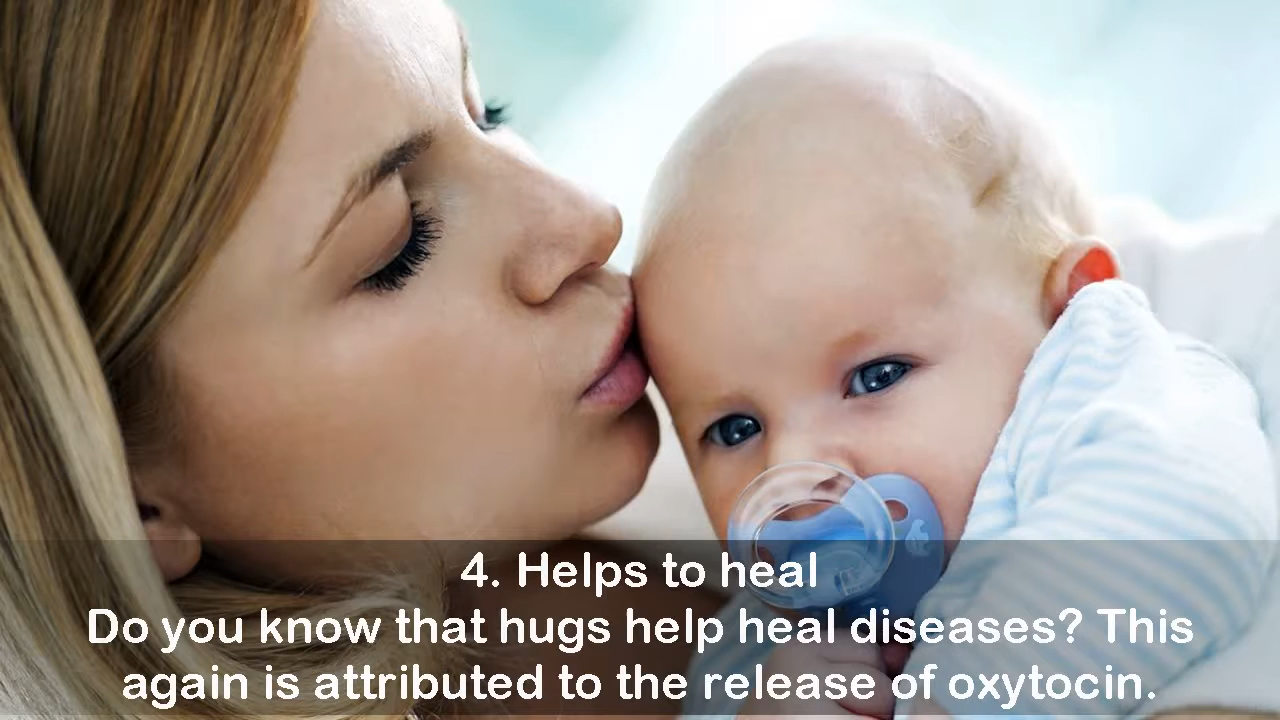 4. Helps to heal
Do you know that hugs help heal diseases? This
again is attributed to the release of oxytocin.